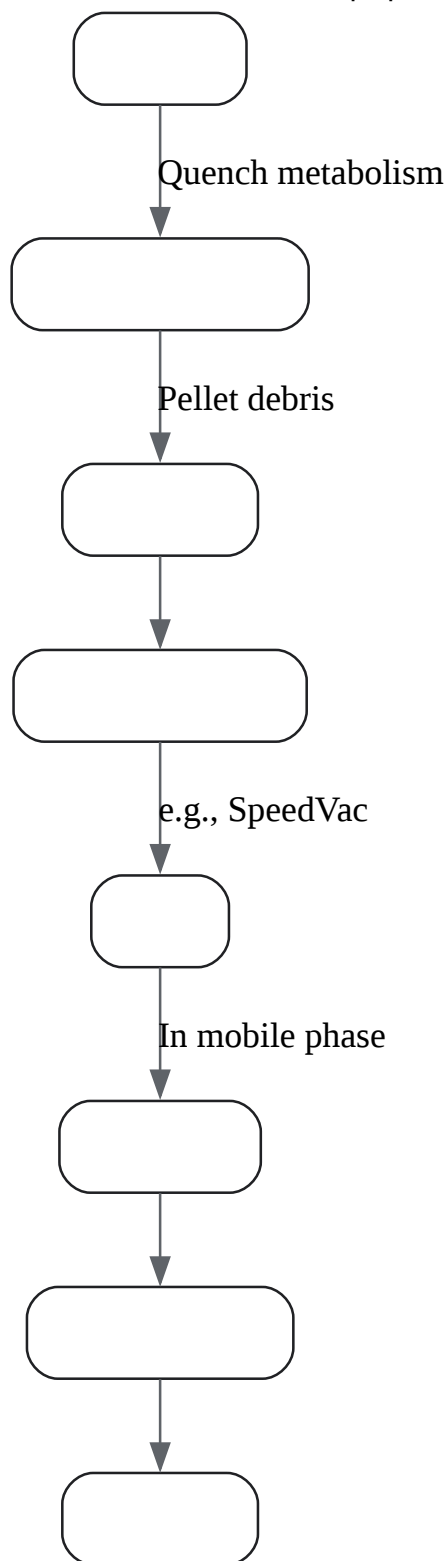 Quench metabolism
Pellet debris
e.g., SpeedVac
In mobile phase